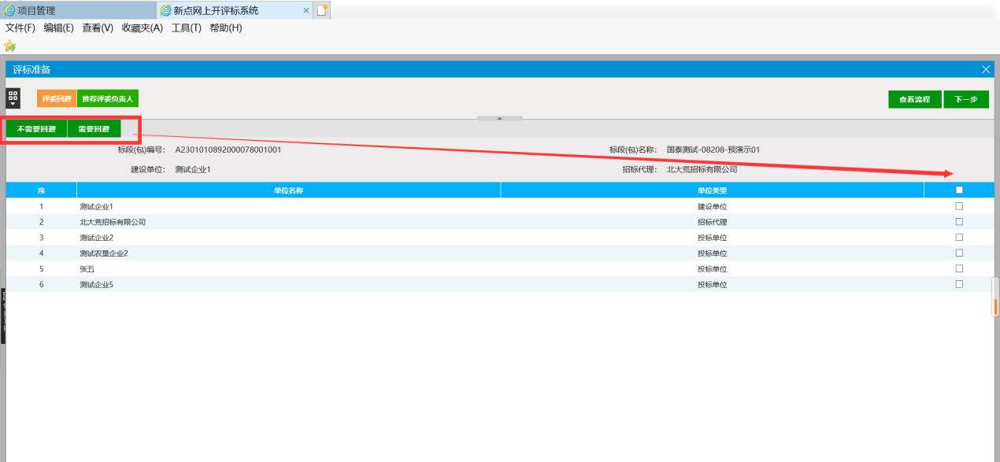 项目管理
新点网上开评标系统
文件(F) 编辑(E) 查看(V) 收藏夹(A) 工具(T) 帮助(H)
评标准备
评委回避 推荐评委负责人 查看流程 下一步
不需要回避 需要回避
标段(包)编号： A2301010892000078001001 标段(包)名称： 国泰测试-08208-预演示01
建设单位： 测试企业1 招标代理： 北大荒招标有限公司
序 单位名称 单位类型
1 测试企业1 建设单位
2 北大荒招标有限公司 招标代理
3 测试企业2 投标单位
4 测试农垦企业2 投标单位
5 张五 投标单位
6 测试企业5 投标单位